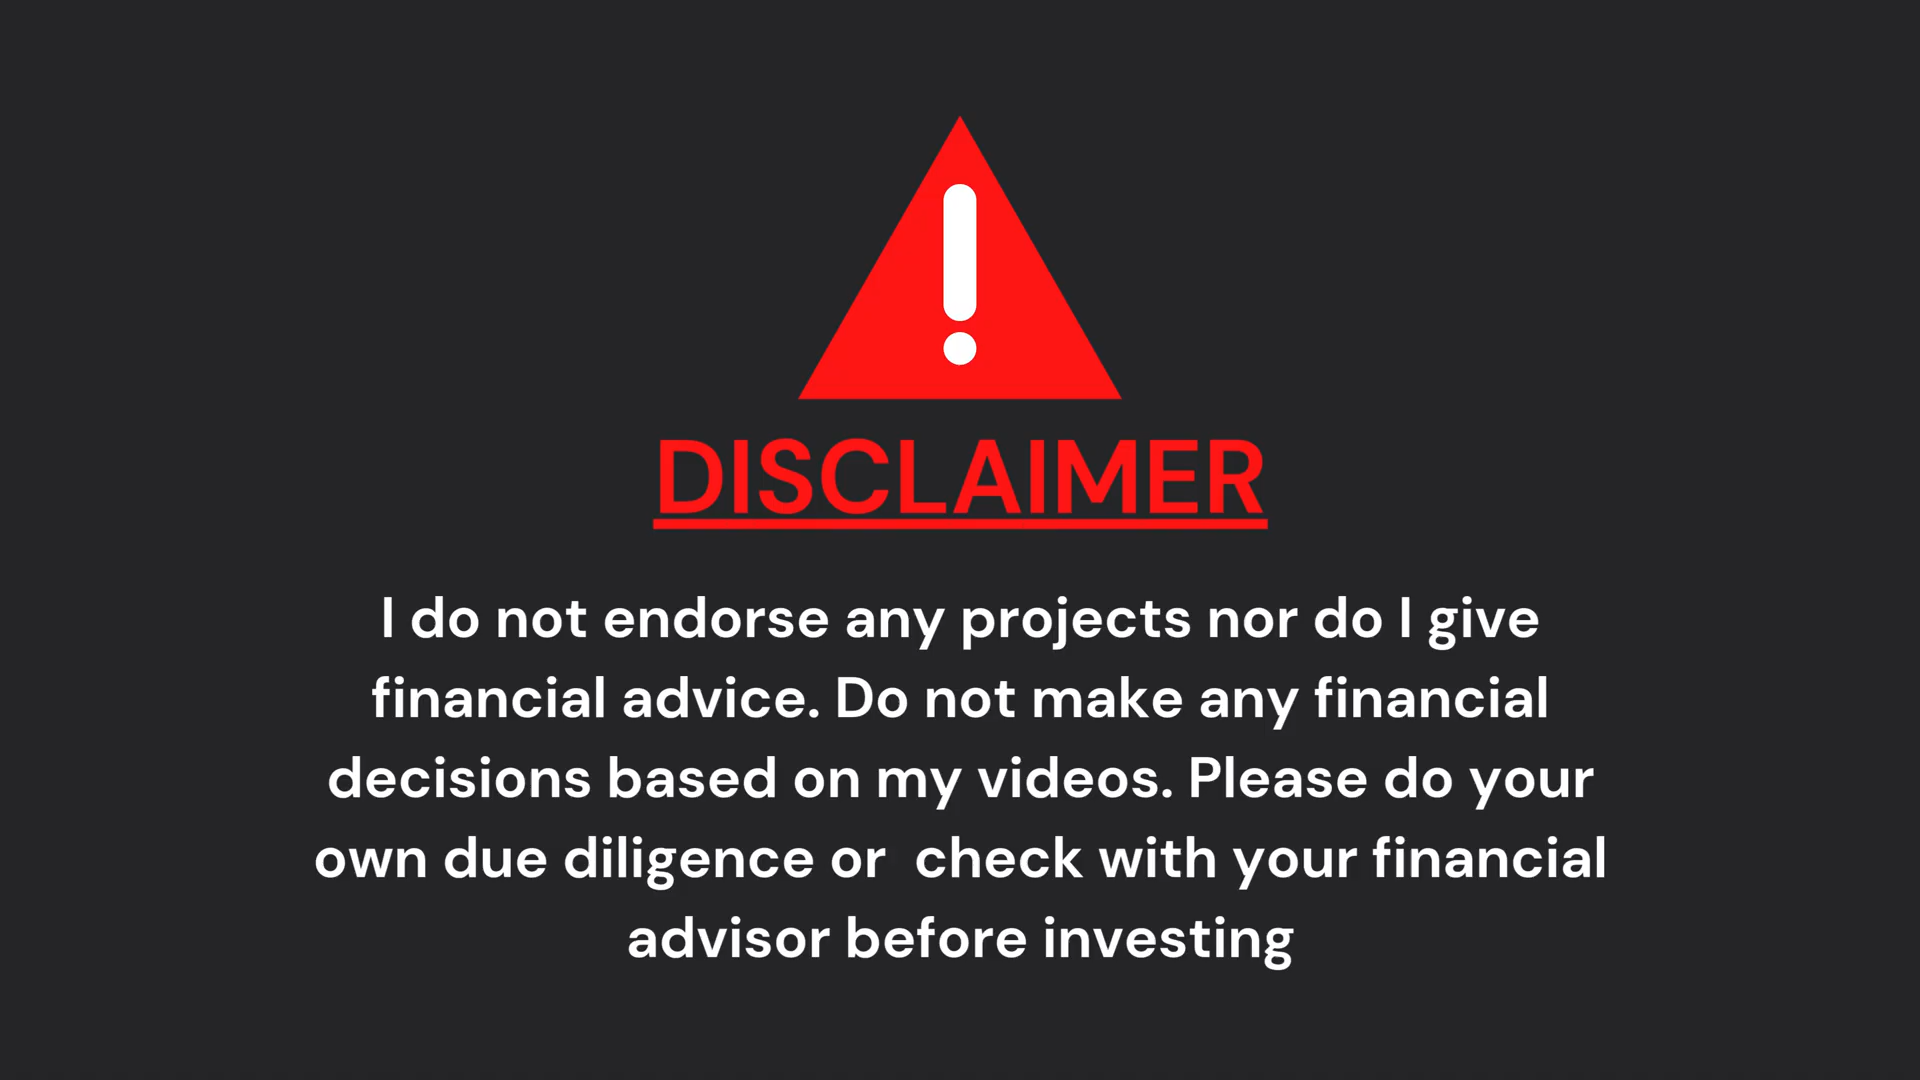 DISCLAIMER
I do not endorse any projects nor do I give
financial advice. Do not make any financial
decisions based on my videos. Please do your
own due diligence or  check with your financial
advisor before investing